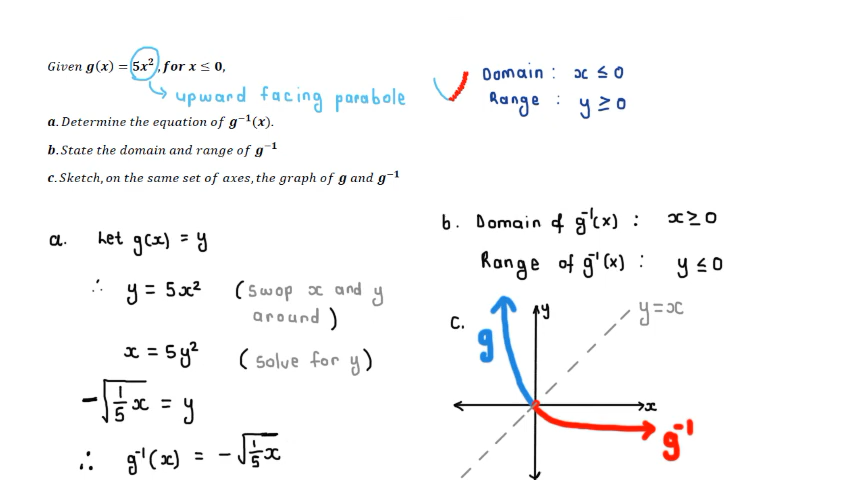 Given g(x) = 5x², for x ≤ 0,
↳ upward facing parabole
Domain : x ≤ 0
Range : y ≥ 0
a. Determine the equation of g⁻¹(x).
b. State the domain and range of g⁻¹
c. Sketch, on the same set of axes, the graph of g and g⁻¹
a. Let g(x) = y
∴ y = 5x² (swop x and y around)
x = 5y² (solve for y)
-√(1/5 x) = y
∴ g⁻¹(x) = -√(1/5 x)
b. Domain of g⁻¹(x) : x ≥ 0
Range of g⁻¹(x) : y ≤ 0
c.
y
y = x
g
x
g⁻¹